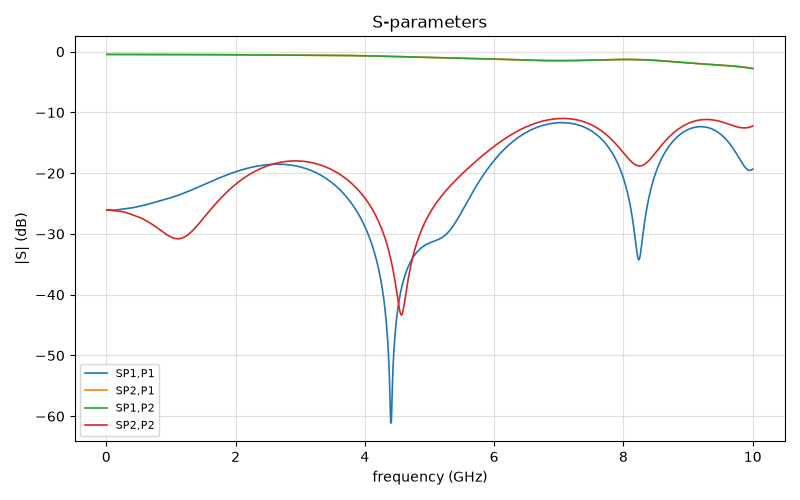 S-parameters
0
−10
−20
−30
−40
−50
−60
|S| (dB)
SP1,P1
SP2,P1
SP1,P2
SP2,P2
0 2 4 6 8 10
frequency (GHz)